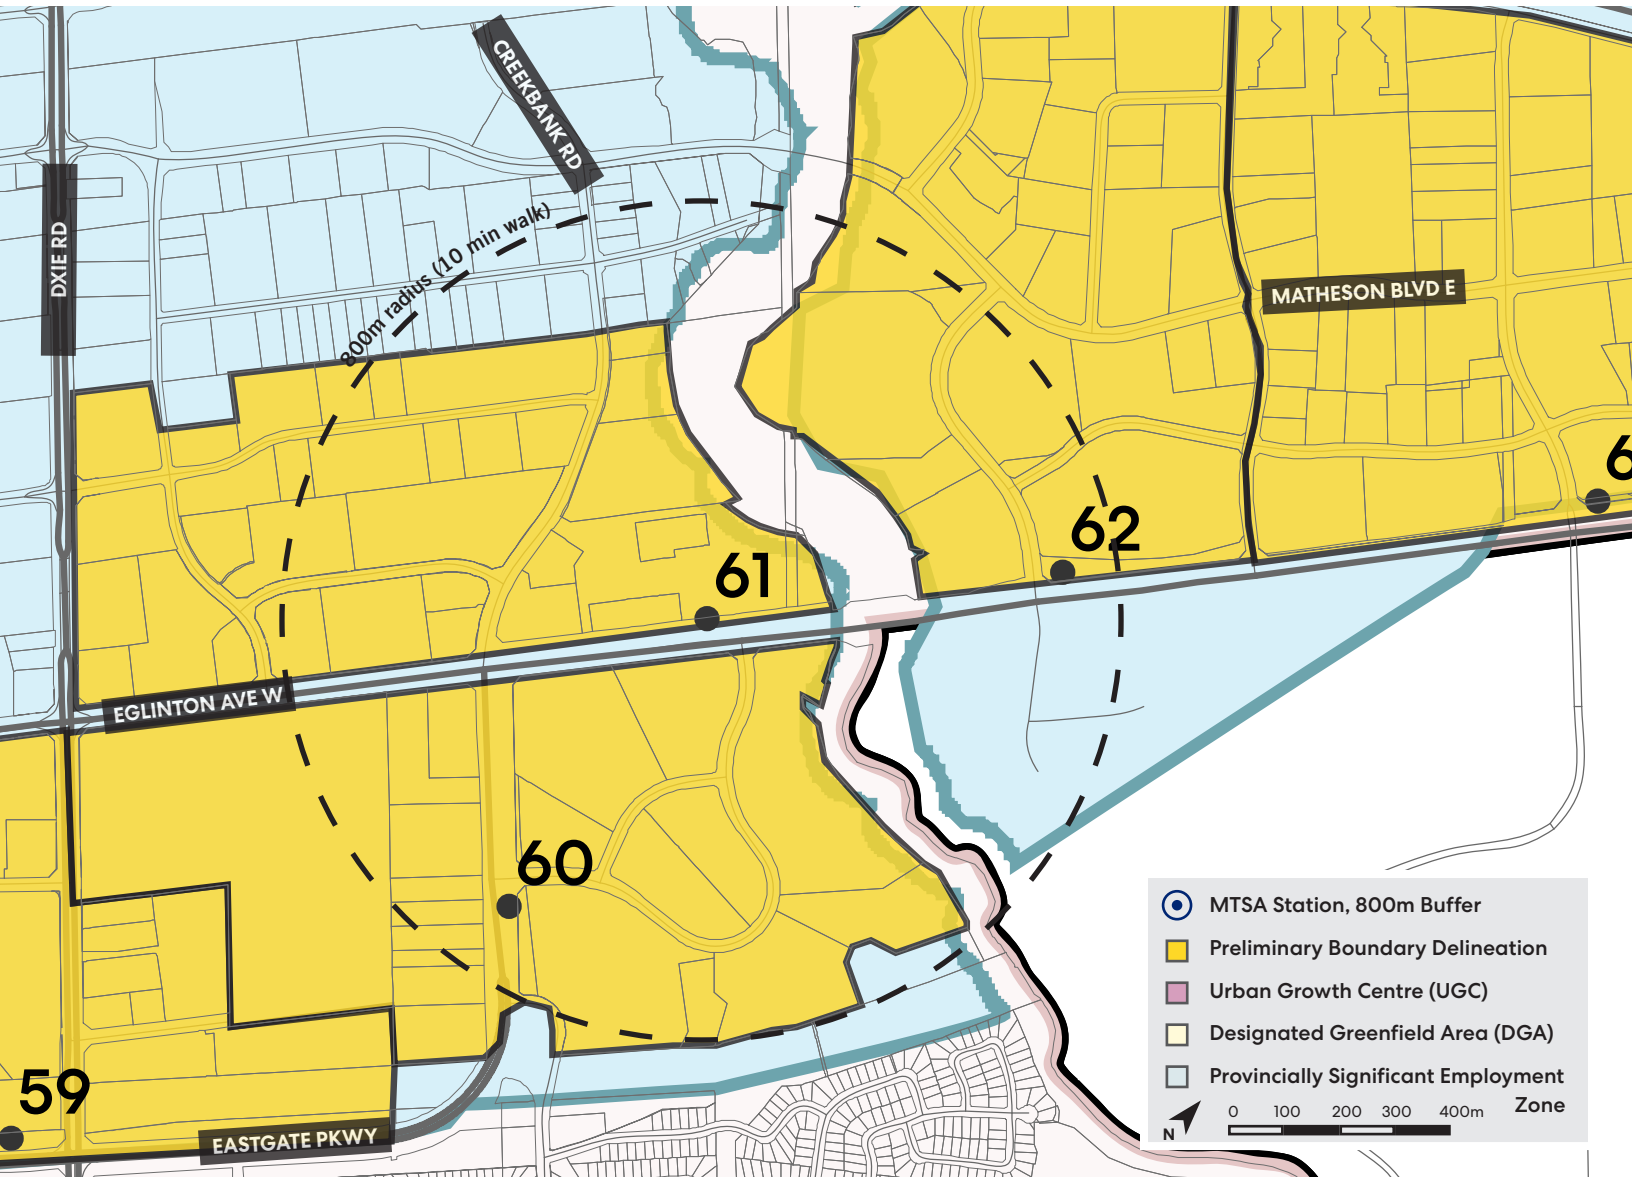 CREEKBANK RD
DXIE RD
800m radius (10 min walk)
MATHESON BLVD E
6
62
61
EGLINTON AVE W
60
59
EASTGATE PKWY
MTSA Station, 800m Buffer
Preliminary Boundary Delineation
Urban Growth Centre (UGC)
Designated Greenfield Area (DGA)
Provincially Significant Employment
Zone
N
0 100 200 300 400m